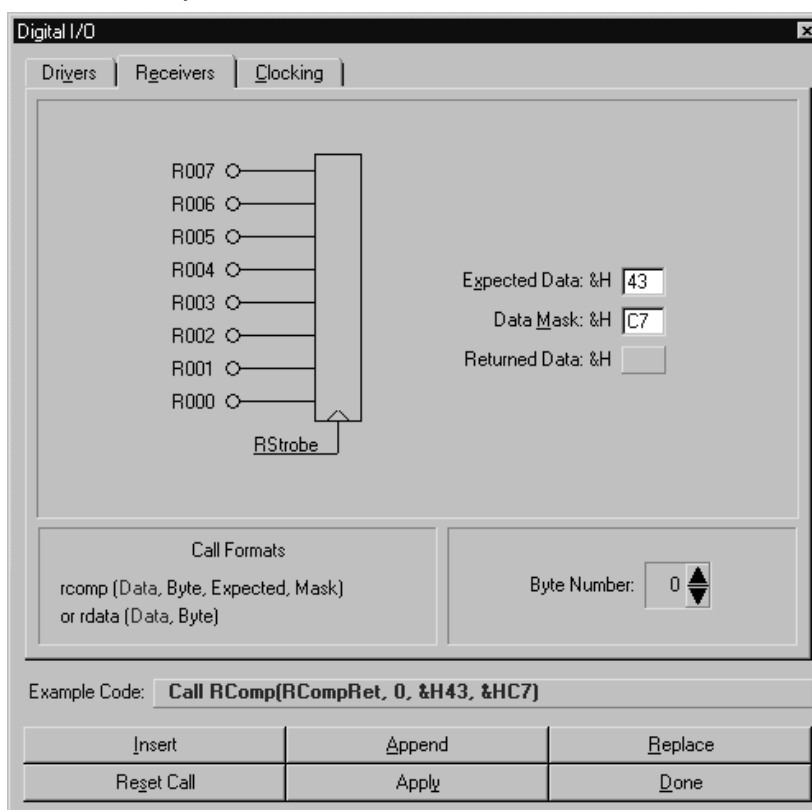 Digital I/O
Drivers Receivers Clocking
R007
R006
R005
R004
R003
R002
R001
R000
RStrobe
Expected Data: &H 43
Data Mask: &H C7
Returned Data: &H
Call Formats
rcomp (Data, Byte, Expected, Mask)
or rdata (Data, Byte)
Byte Number: 0
Example Code: Call RComp(RCompRet, 0, &H43, &HC7)
Insert Append Replace
Reset Call Apply Done